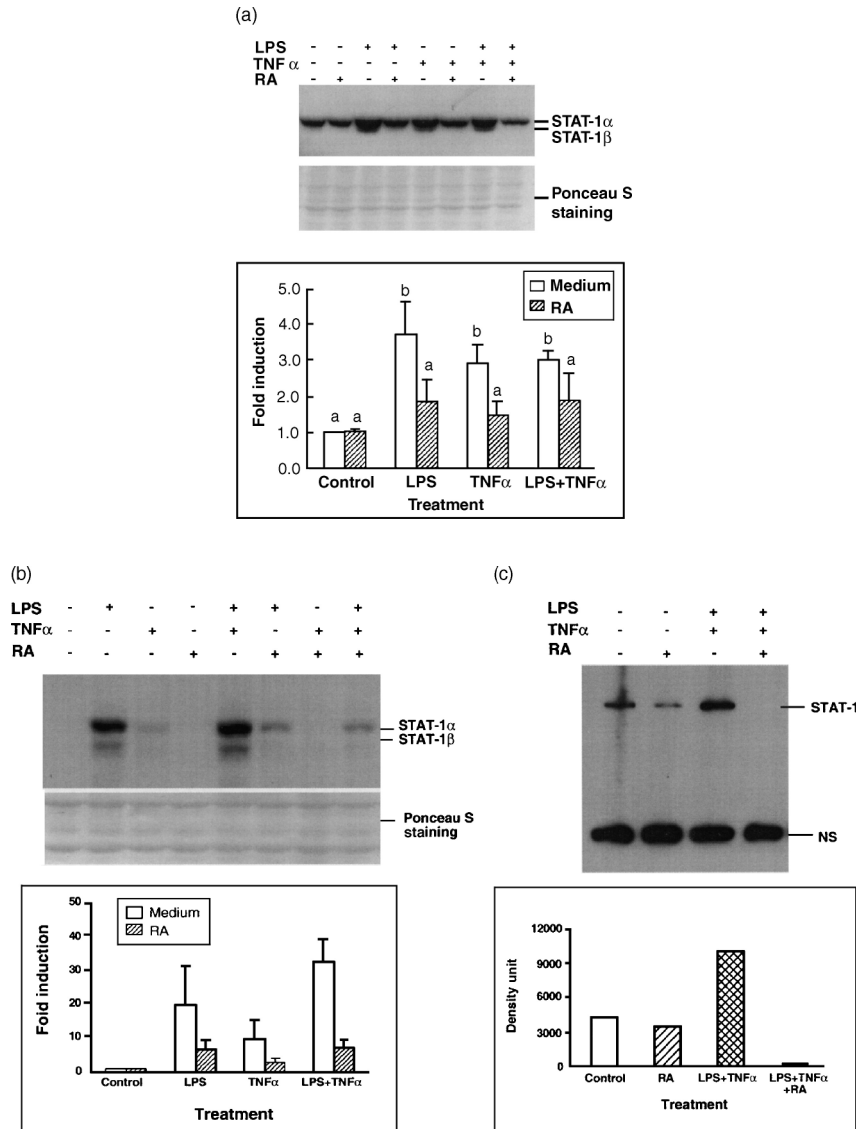 (a)
LPS - - + + - - + +
TNF α - - - - + + + +
RA - + - + - + - +
STAT-1α
STAT-1β
Ponceau S
staining
Medium
RA
Fold induction
5.0
4.0
3.0
2.0
1.0
0.0
a a b a b a b a
Control LPS TNFα LPS+TNFα
Treatment
(b)
LPS - + - - + + - +
TNFα - - + - + - + +
RA - - - + - + + +
STAT-1α
STAT-1β
Ponceau S
staining
Medium
RA
Fold induction
50
40
30
20
10
0
Control LPS TNFα LPS+TNFα
Treatment
(c)
LPS - - + +
TNFα - - + +
RA - + - +
STAT-1
NS
Density unit
12000
9000
6000
3000
0
Control RA LPS+TNFα LPS+TNFα
+RA
Treatment